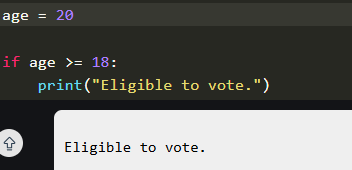 age = 20
if age >= 18:
    print("Eligible to vote.")
Eligible to vote.